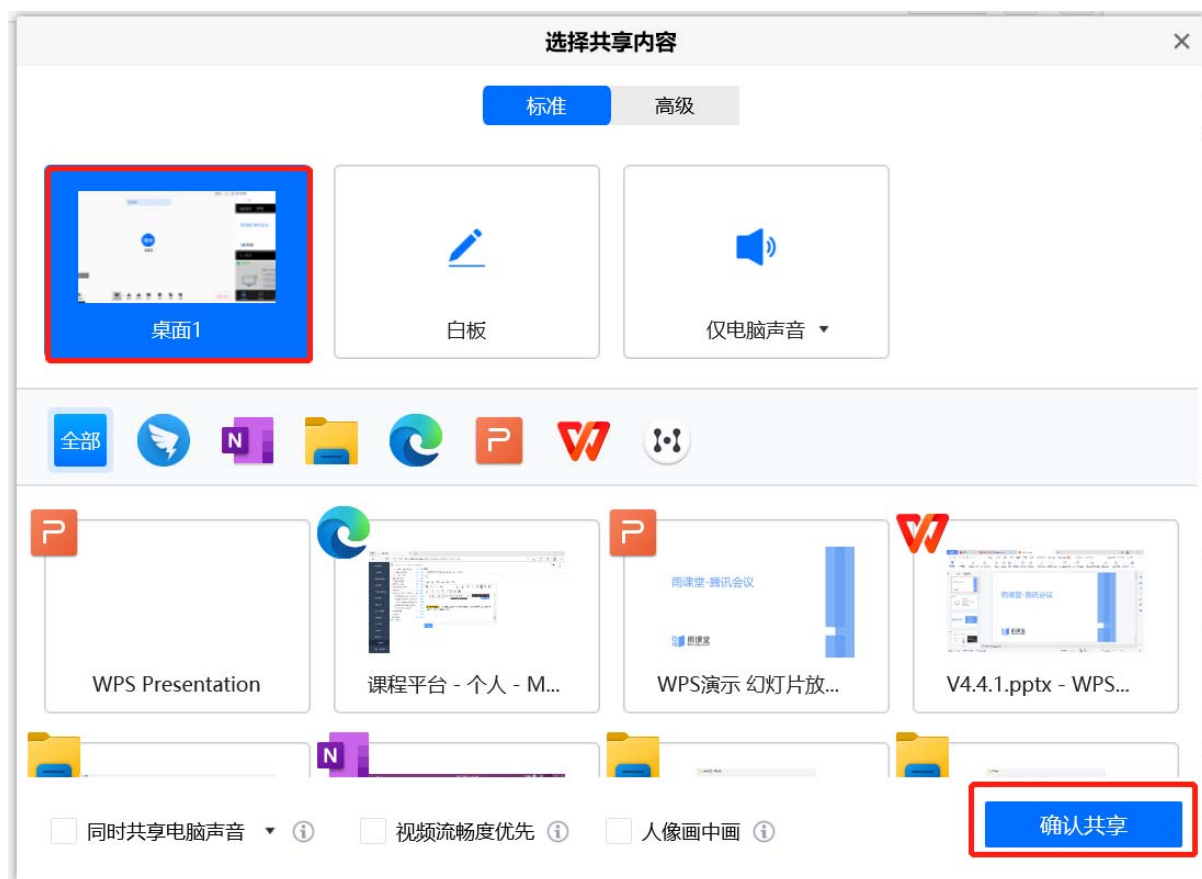 选择共享内容
标准 高级
桌面1 白板 仅电脑声音
全部
雨课堂-腾讯会议
雨课堂
雨课堂-腾讯会议
雨课堂
WPS Presentation 课程平台 - 个人 - M... WPS演示 幻灯片放... V4.4.1.pptx - WPS...
同时共享电脑声音 视频流畅度优先 人像画中画 确认共享